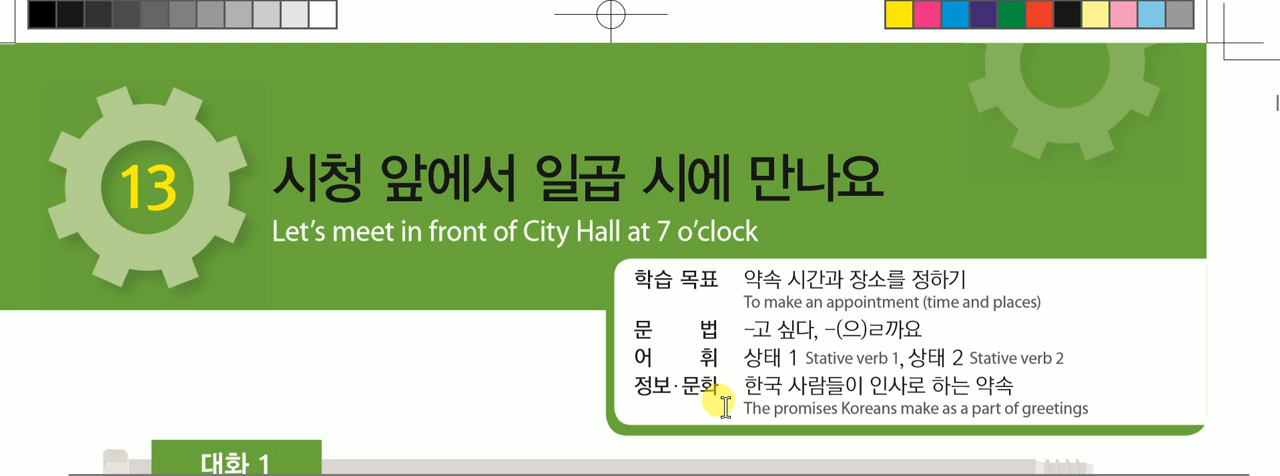 13
시청 앞에서 일곱 시에 만나요
Let's meet in front of City Hall at 7 o'clock
학습 목표 약속 시간과 장소를 정하기
To make an appointment (time and places)
문 법 -고 싶다, -(으)ㄹ까요
어 휘 상태 1 Stative verb 1, 상태 2 Stative verb 2
정보·문화 한국 사람들이 인사로 하는 약속
The promises Koreans make as a part of greetings
대화 1